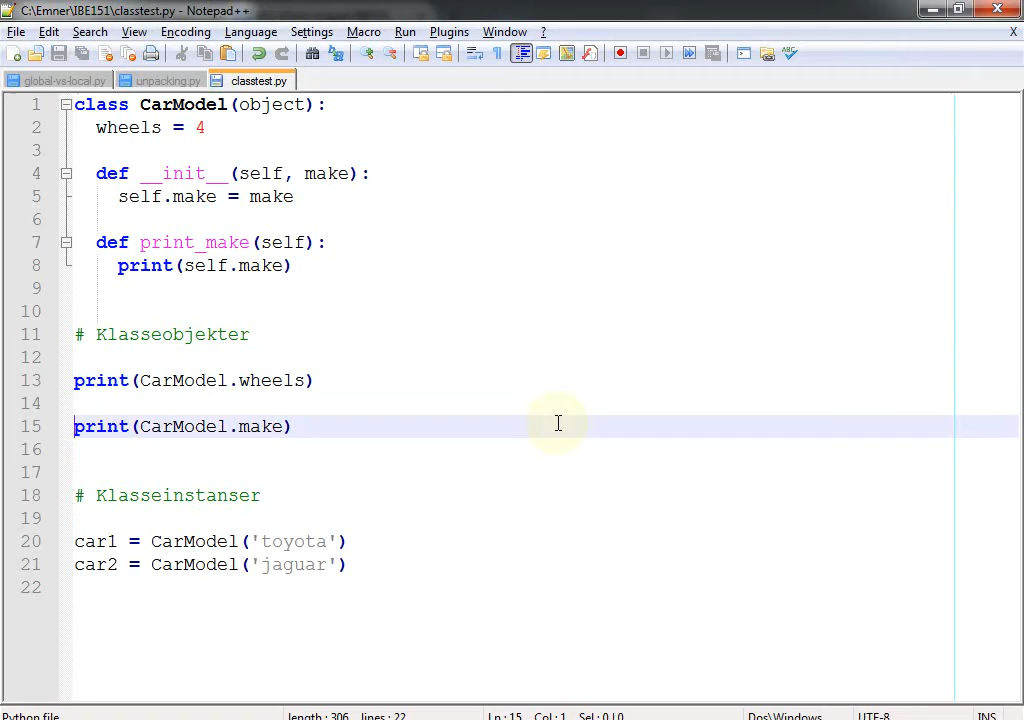 C:\Emner\IBE151\classtest.py - Notepad++
File Edit Search View Encoding Language Settings Macro Run Plugins Window ? X
global-vs-local.py unpacking.py classtest.py
1 class CarModel(object):
2 wheels = 4
3
4 def __init__(self, make):
5 self.make = make
6
7 def print_make(self):
8 print(self.make)
9
10
11 # Klasseobjekter
12
13 print(CarModel.wheels)
14
15 print(CarModel.make)
16
17
18 # Klasseinstanser
19
20 car1 = CarModel('toyota')
21 car2 = CarModel('jaguar')
22
Python file length : 306 lines : 22 Ln : 15 Col : 1 Sel : 0 | 0 Dos\Windows UTF-8 INS